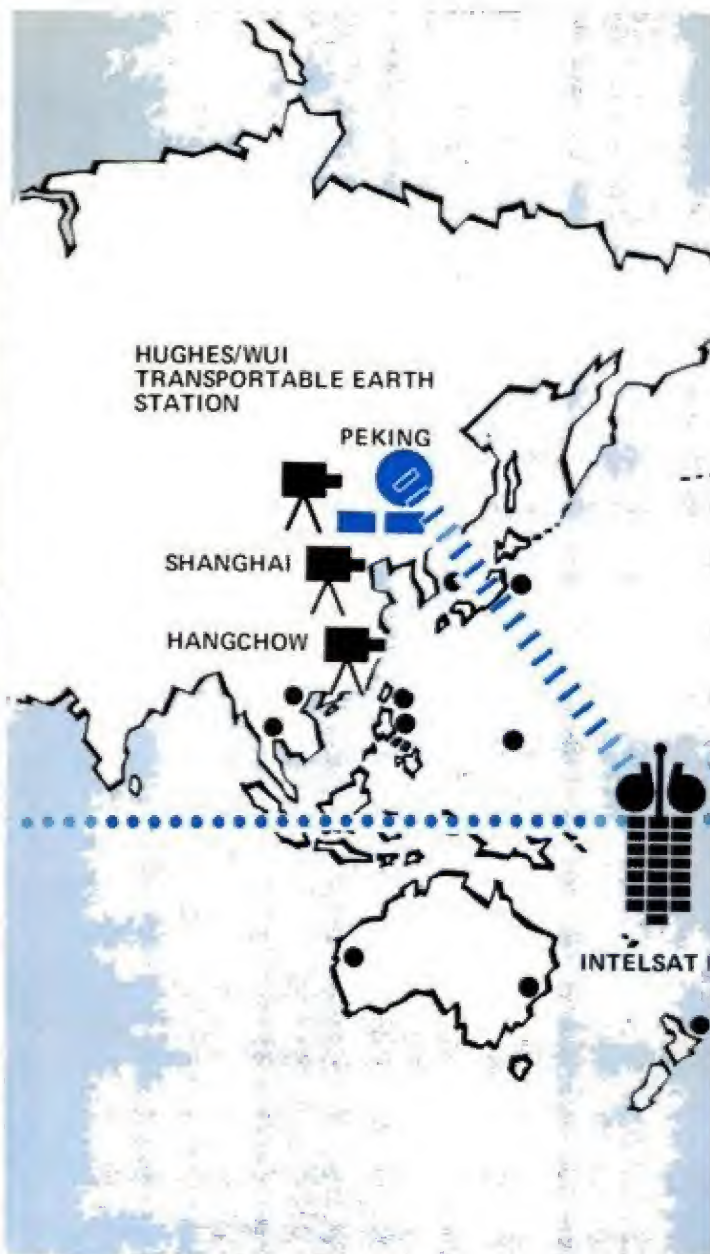 HUGHES/WUI
TRANSPORTABLE EARTH
STATION
PEKING
SHANGHAI
HANGCHOW
INTELSAT